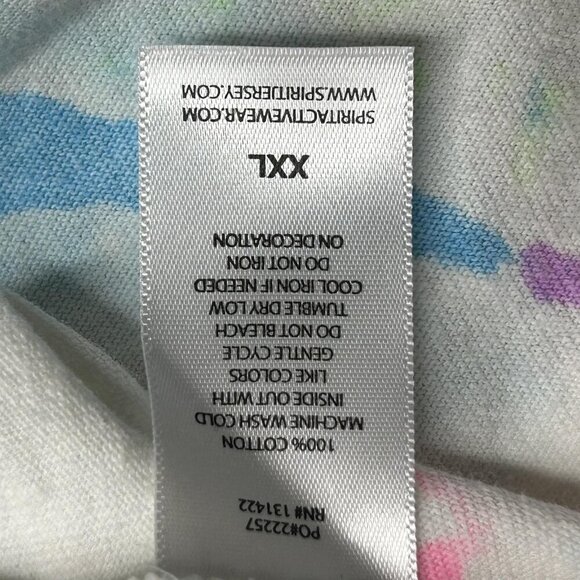 PO#22257
RN# 131422
100% COTTON
MACHINE WASH COLD
INSIDE OUT WITH
LIKE COLORS
GENTLE CYCLE
DO NOT BLEACH
TUMBLE DRY LOW
COOL IRON IF NEEDED
DO NOT IRON
ON DECORATION
XXL
SPIRITACTIVEWEAR.COM
WWW.SPIRITJERSEY.COM